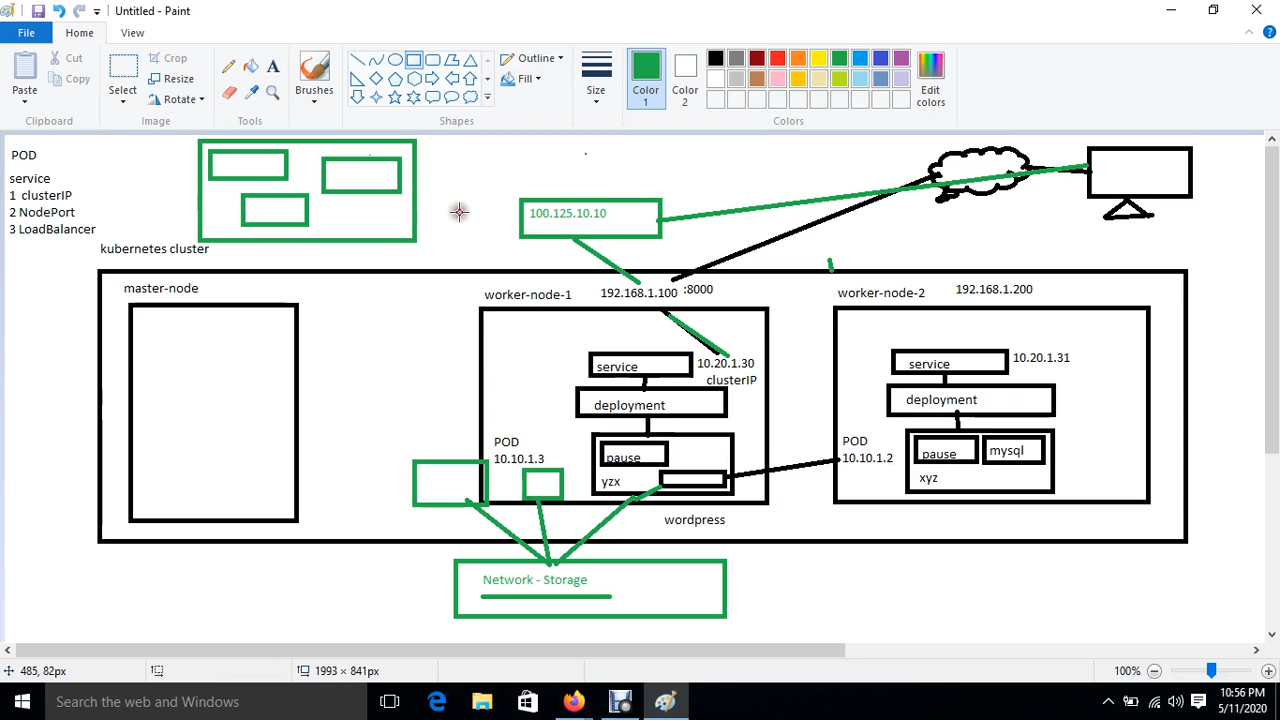 Untitled - Paint
File
Home
View
Paste
Cut
Copy
Clipboard
Select
Crop
Resize
Rotate
Image
A
Tools
Brushes
Outline
Fill
Shapes
Size
Color
1
Color
2
Edit
colors
Colors
POD
service
1 clusterIP
2 NodePort
3 LoadBalancer
kubernetes cluster
100.125.10.10
master-node
worker-node-1
192.168.1.100 :8000
service
10.20.1.30
clusterIP
deployment
POD
10.10.1.3
pause
yzx
wordpress
worker-node-2
192.168.1.200
service
10.20.1.31
deployment
POD
10.10.1.2
pause
mysql
xyz
Network - Storage
485, 82px
1993 × 841px
100%
Search the web and Windows
10:56 PM
5/11/2020